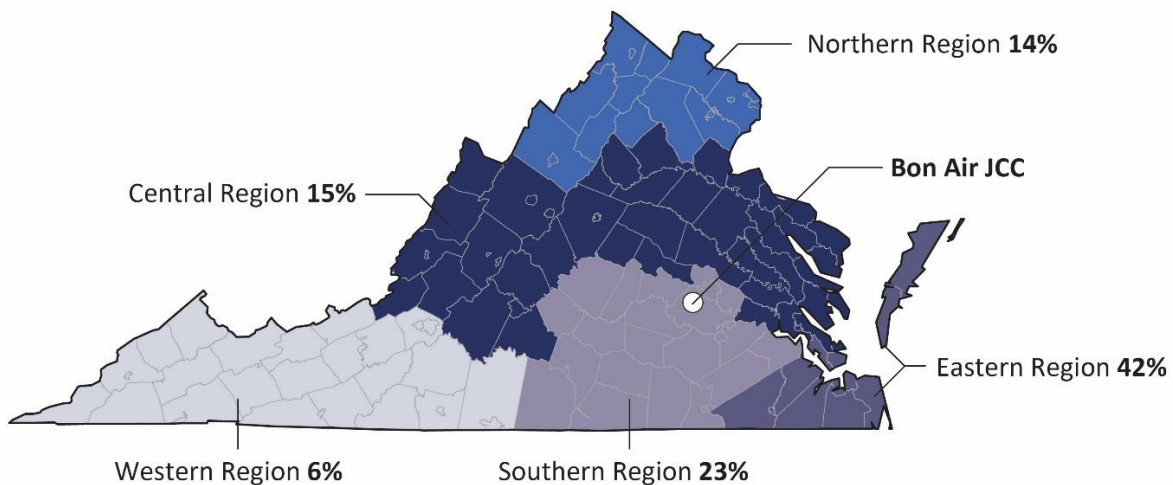 Northern Region 14%
Bon Air JCC
Central Region 15%
Eastern Region 42%
Western Region 6%
Southern Region 23%